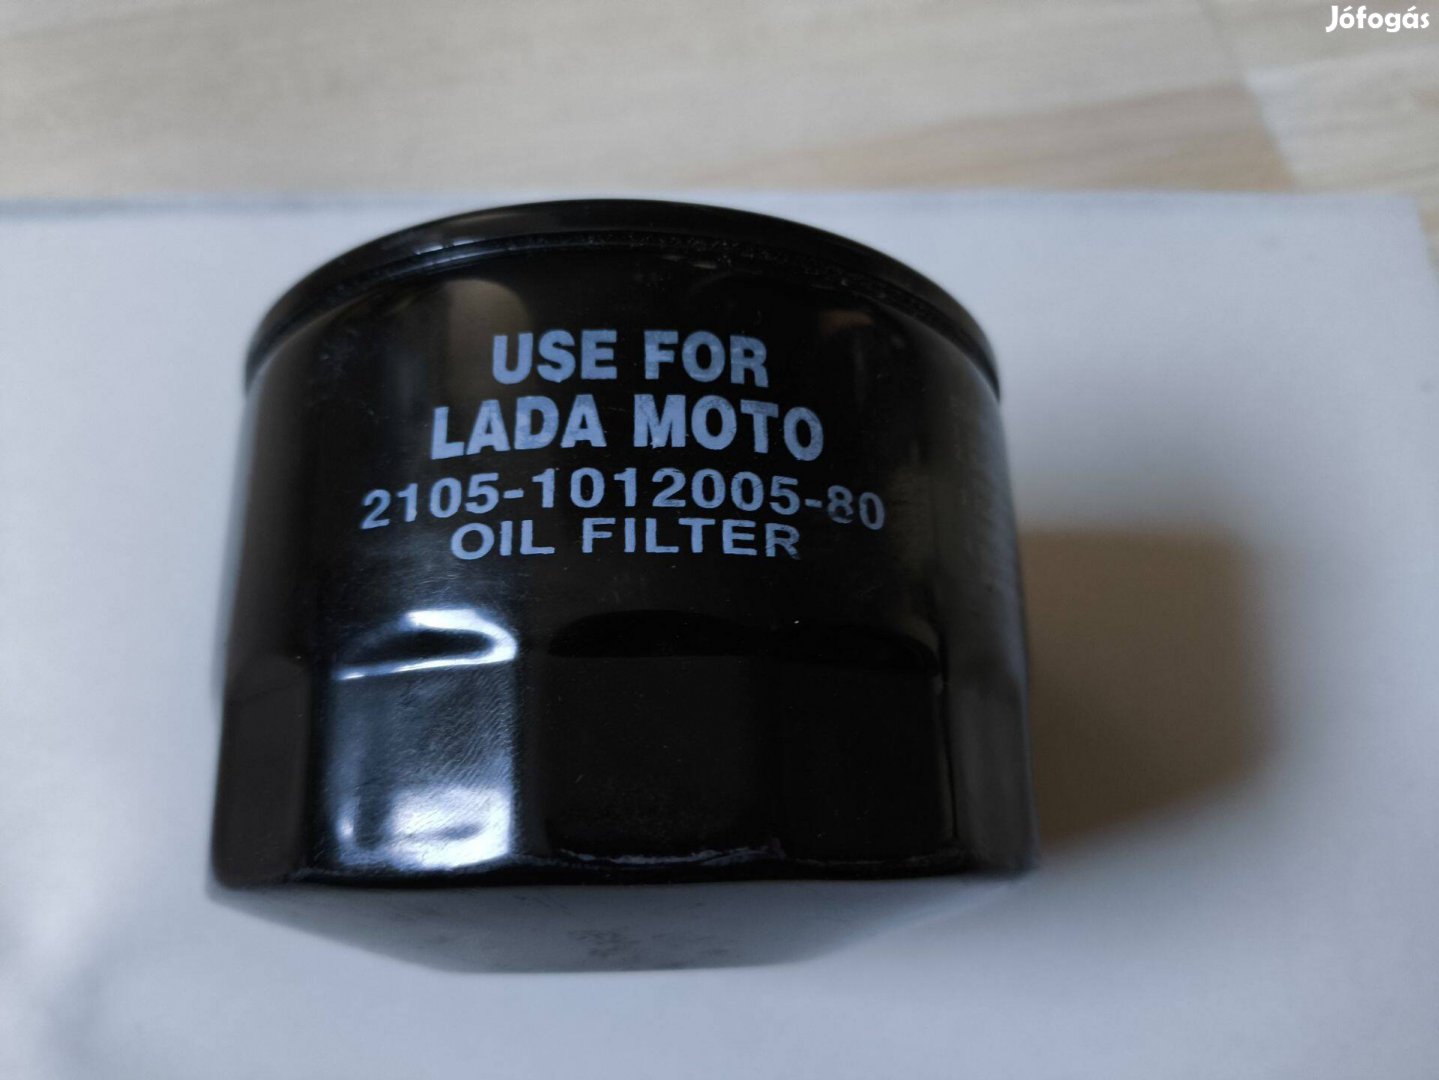 Jófogás
USE FOR
LADA MOTO
2105-1012005-80
OIL FILTER